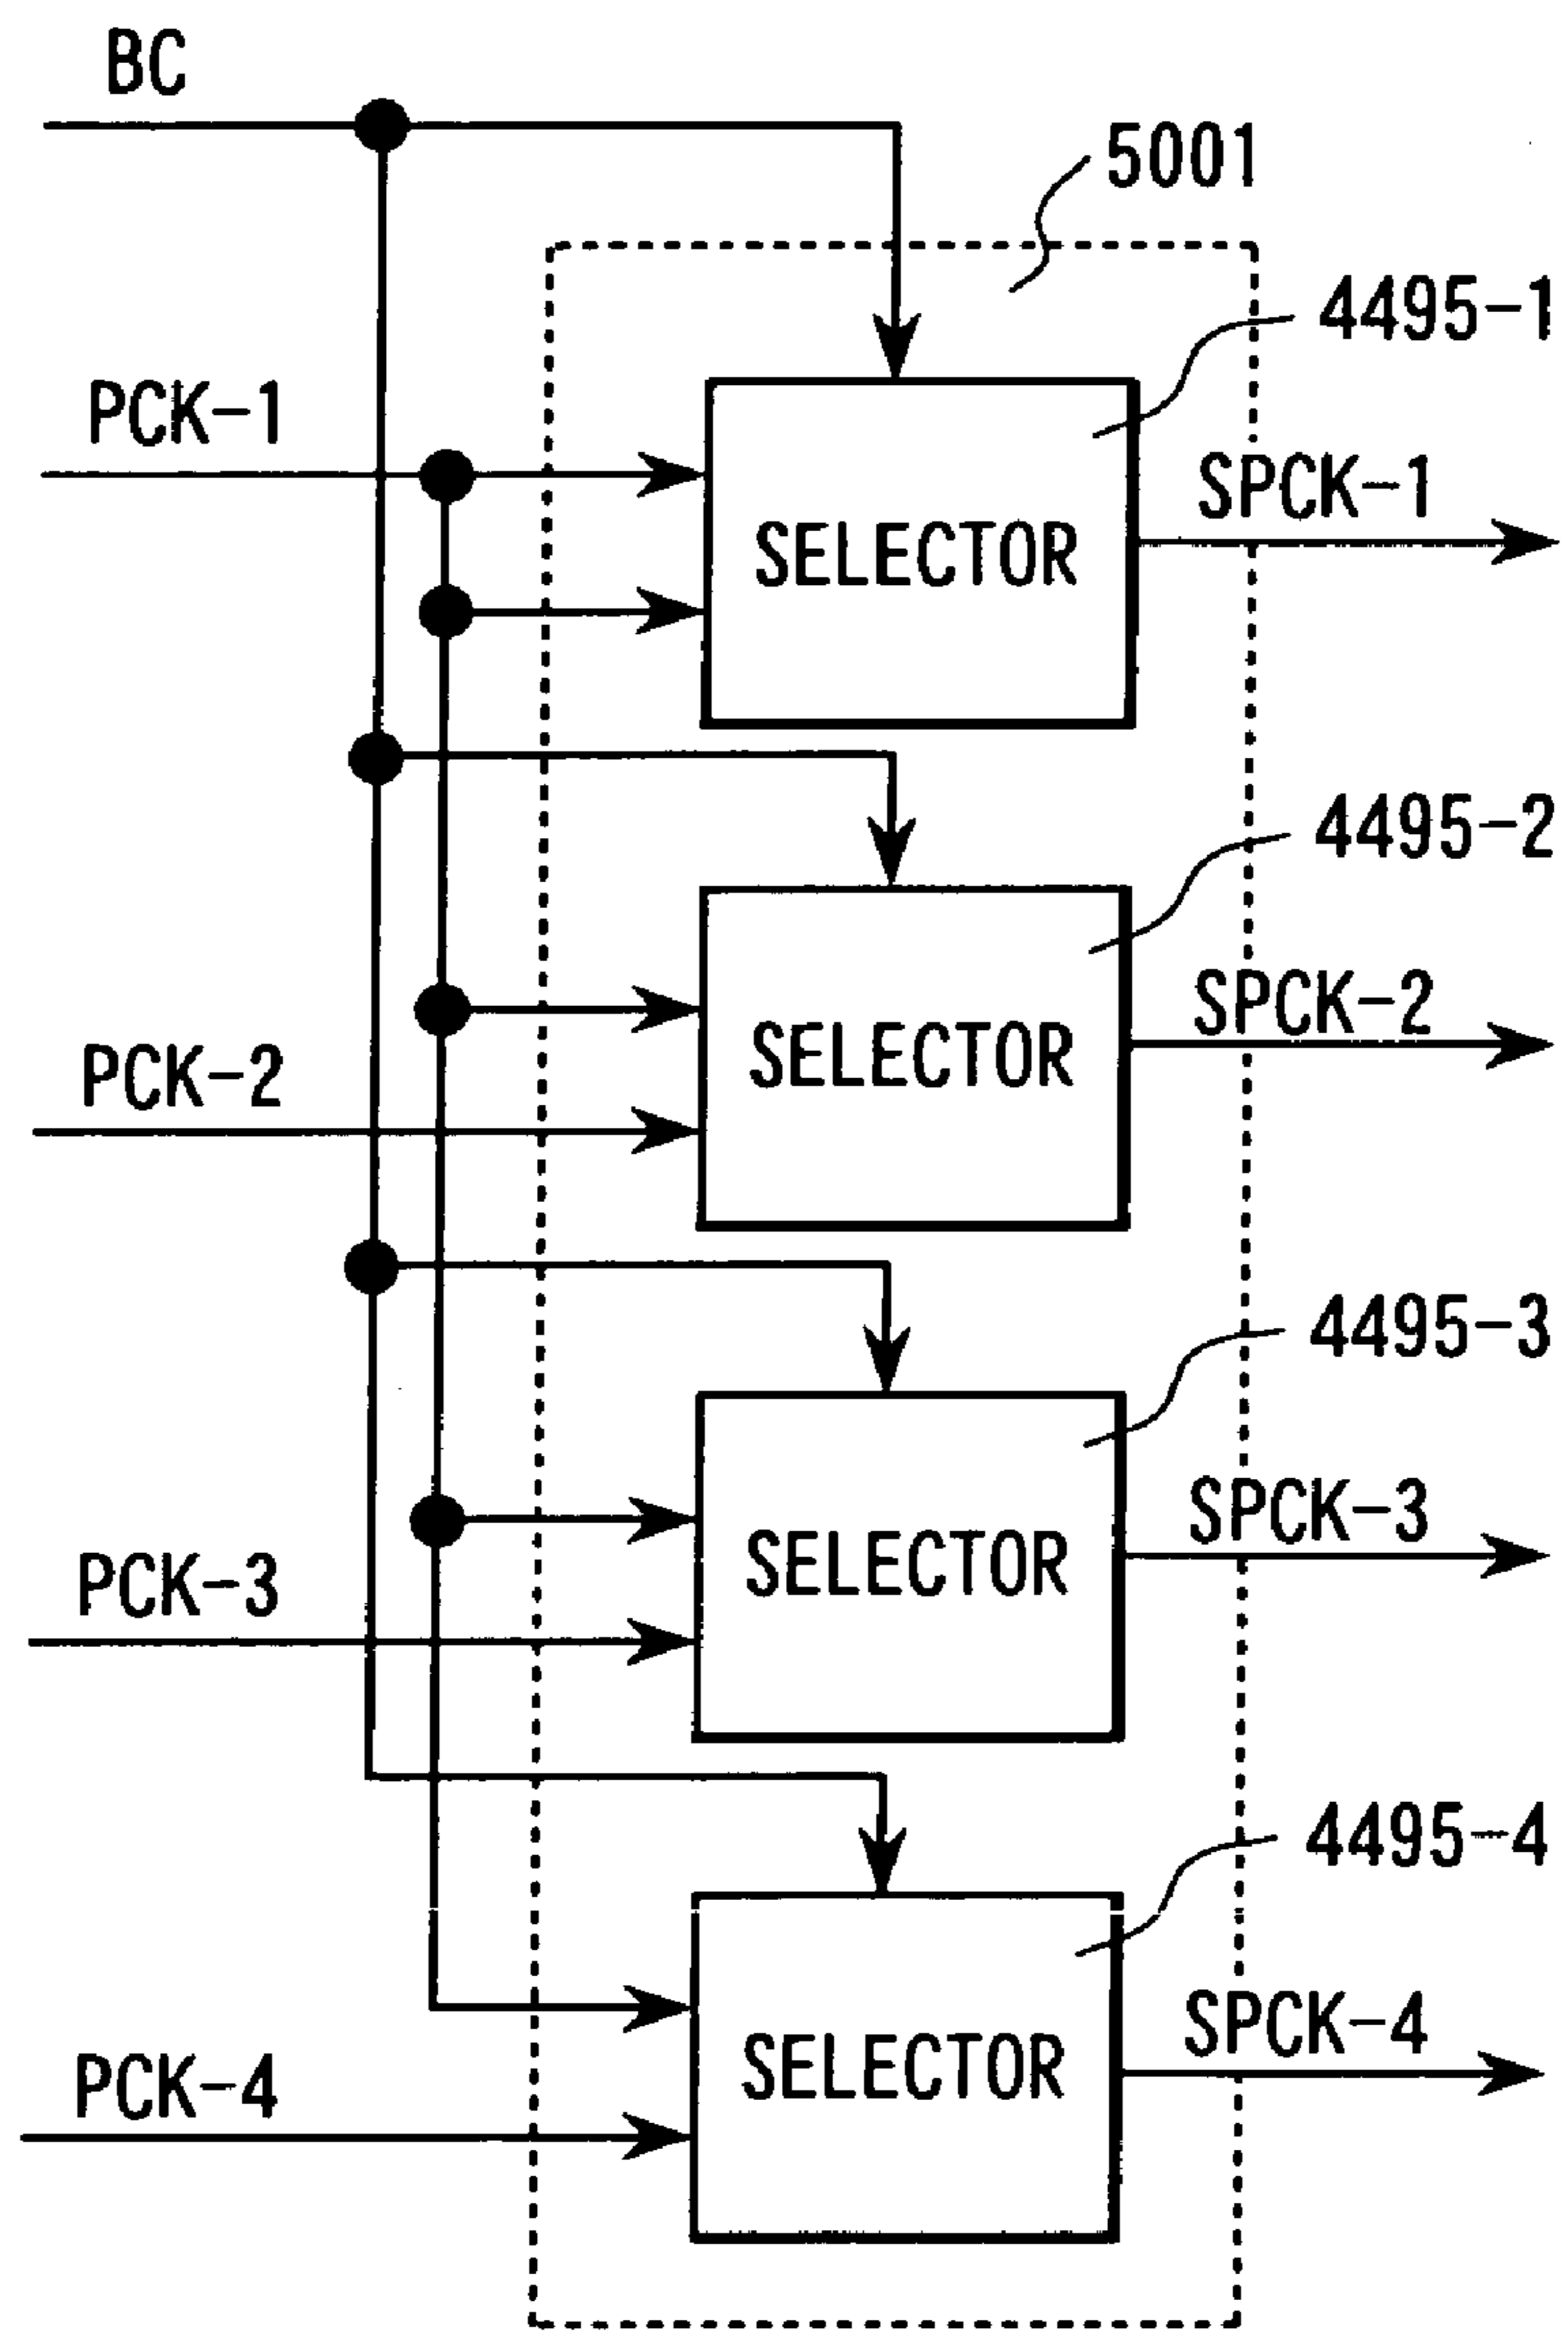 BC
5001
4495-1
PCK-1
SPCK-1
SELECTOR
4495-2
SPCK-2
SELECTOR
PCK-2
4495-3
SPCK-3
SELECTOR
PCK-3
4495-4
SPCK-4
SELECTOR
PCK-4